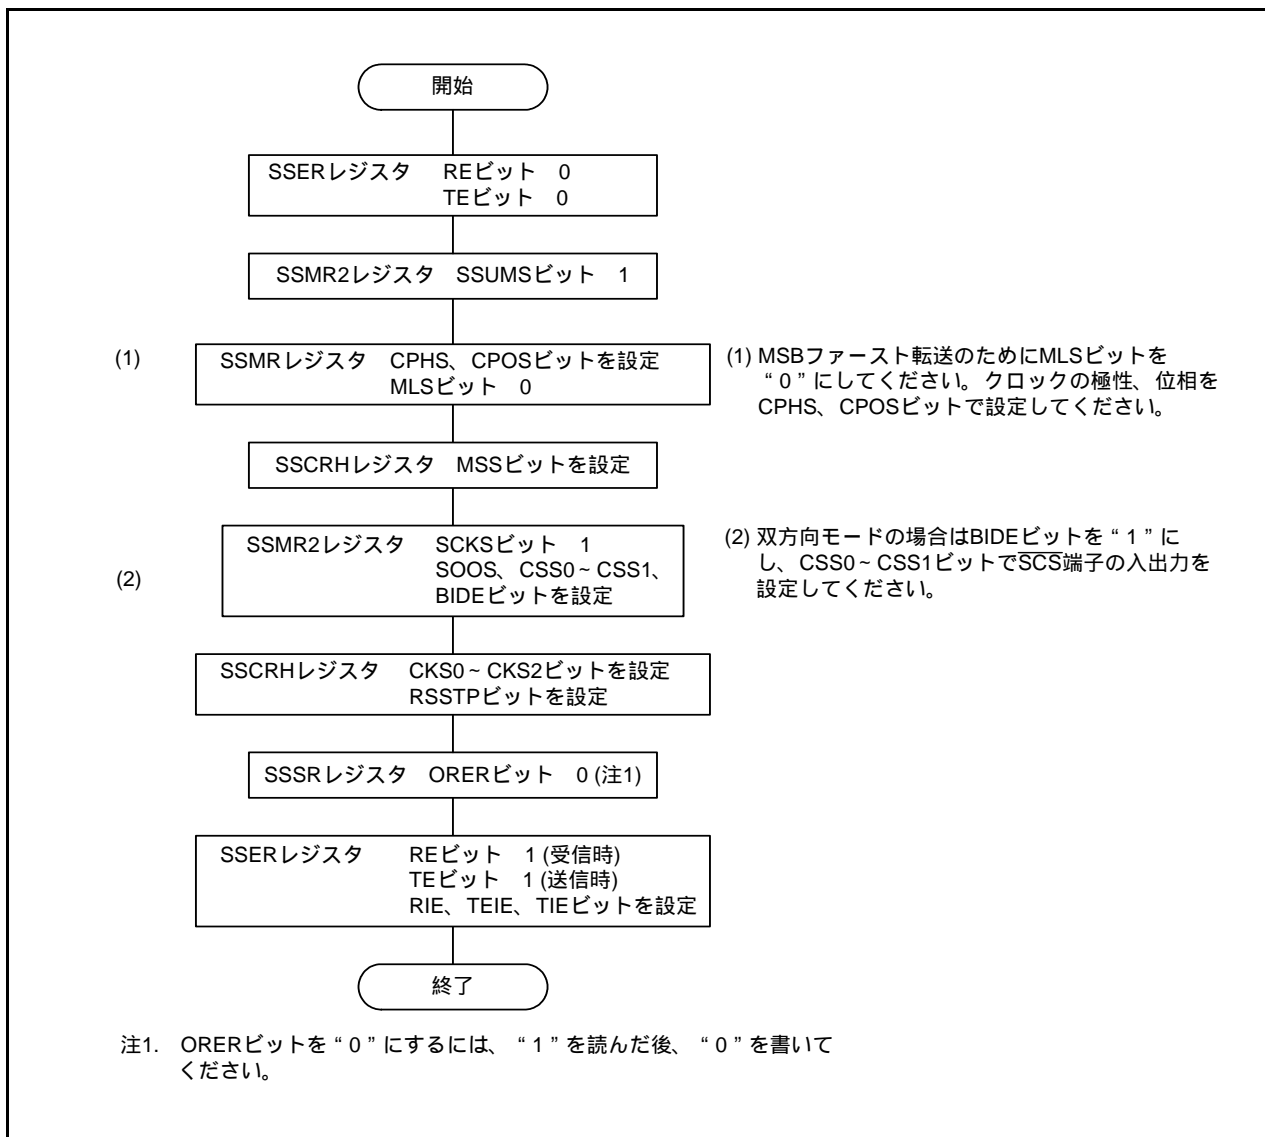 開始
SSERレジスタ REビット 0
TEビット 0
SSMR2レジスタ SSUMSビット 1
(1)
SSMRレジスタ CPHS、CPOSビットを設定
MLSビット 0
(1) MSBファースト転送のためにMLSビットを
“0”にしてください。クロックの極性、位相を
CPHS、CPOSビットで設定してください。
SSCRHレジスタ MSSビットを設定
(2)
SSMR2レジスタ SCKSビット 1
SOOS、CSS0~CSS1、
BIDEビットを設定
(2) 双方向モードの場合はBIDEビットを“1”に
し、CSS0~CSS1ビットでSCS端子の入出力を
設定してください。
SSCRHレジスタ CKS0~CKS2ビットを設定
RSSTPビットを設定
SSSRレジスタ ORERビット 0 (注1)
SSERレジスタ REビット 1 (受信時)
TEビット 1 (送信時)
RIE、TEIE、TIEビットを設定
終了
注1. ORERビットを“0”にするには、“1”を読んだ後、“0”を書いて
ください。